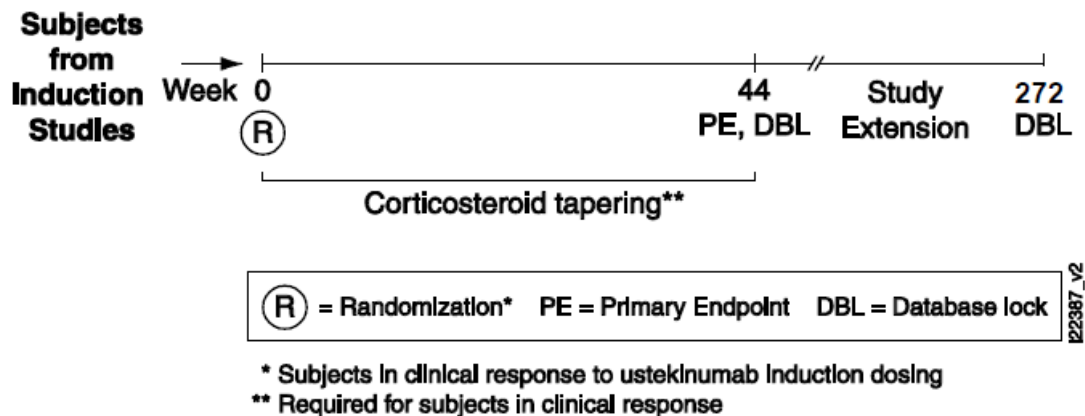 Subjects
from
Induction
Studies
Week 0 44 Study 272
R PE, DBL Extension DBL
Corticosteroid tapering**
R = Randomization* PE = Primary Endpoint DBL = Database lock
I22387_v2
* Subjects in clinical response to ustekinumab induction dosing
** Required for subjects in clinical response